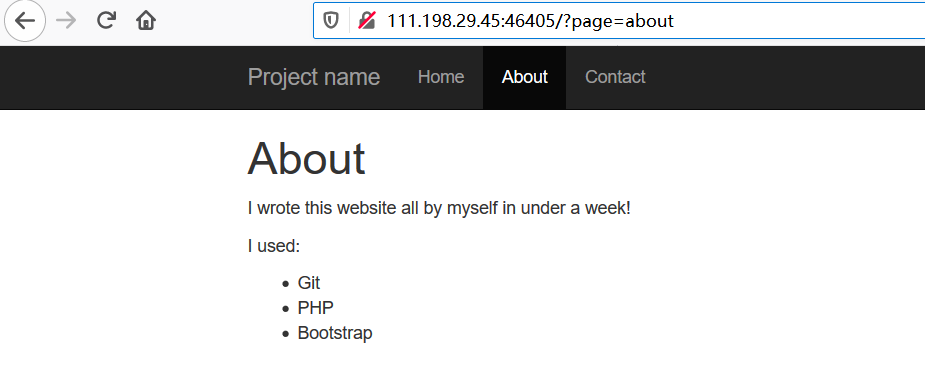 111.198.29.45:46405/?page=about
Project name Home About Contact
About
I wrote this website all by myself in under a week!
I used:
Git
PHP
Bootstrap